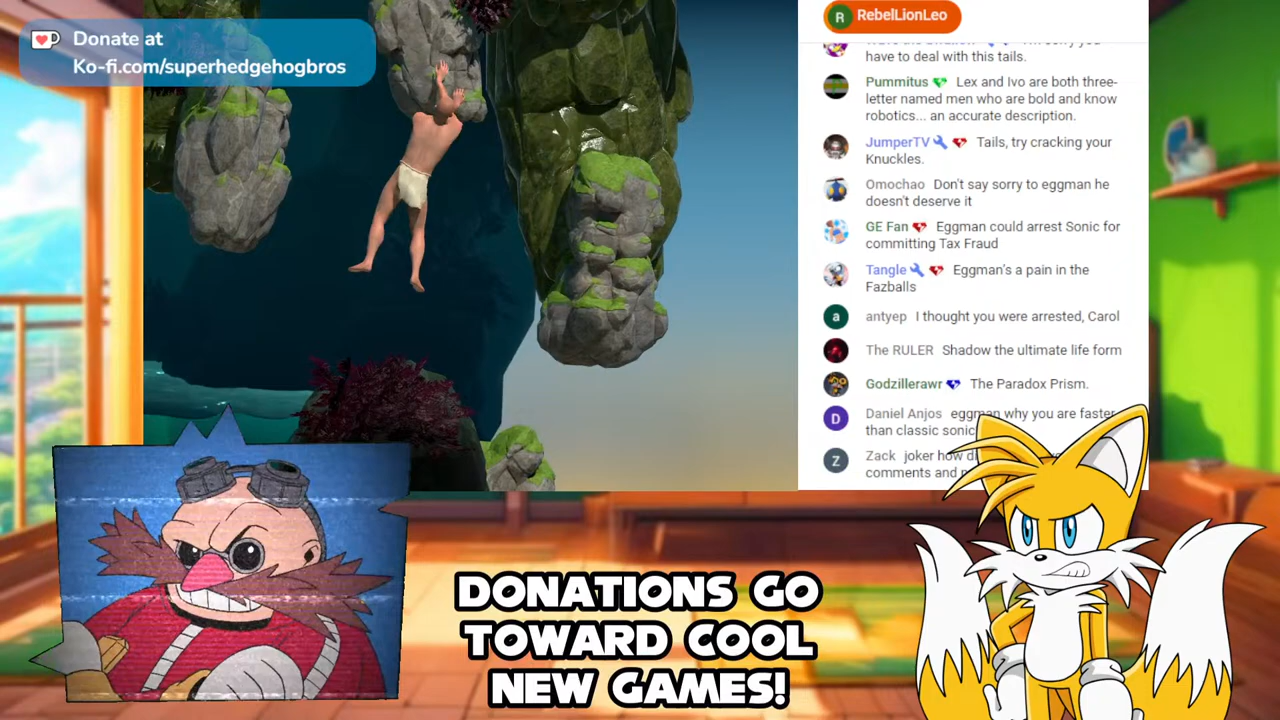 Donate at
Ko-fi.com/superhedgehogbros
R RebelLionLeo
have to deal with this tails.
Pummitus Lex and Ivo are both three-
letter named men who are bold and know
robotics... an accurate description.
JumperTV Tails, try cracking your
Knuckles.
Omochao Don't say sorry to eggman he
doesn't deserve it
GE Fan Eggman could arrest Sonic for
committing Tax Fraud
Tangle Eggman's a pain in the
Fazballs
a antyep I thought you were arrested, Carol
The RULER Shadow the ultimate life form
Godzillerawr The Paradox Prism.
D Daniel Anjos eggman why you are faster
than classic sonic
Z Zack joker how
comments and
DONATIONS GO
TOWARD COOL
NEW GAMES!